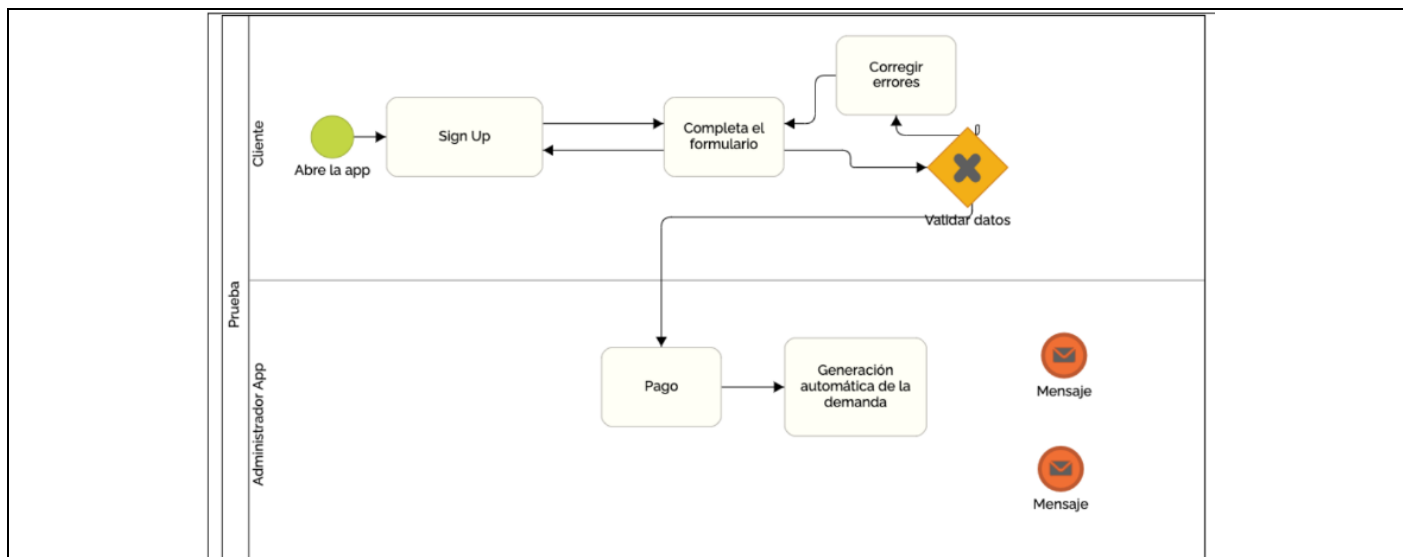 Prueba
Cliente
Abre la app
Sign Up
Completa el
formulario
Corregir
errores
Validar datos
Administrador App
Pago
Generación
automática de la
demanda
Mensaje
Mensaje